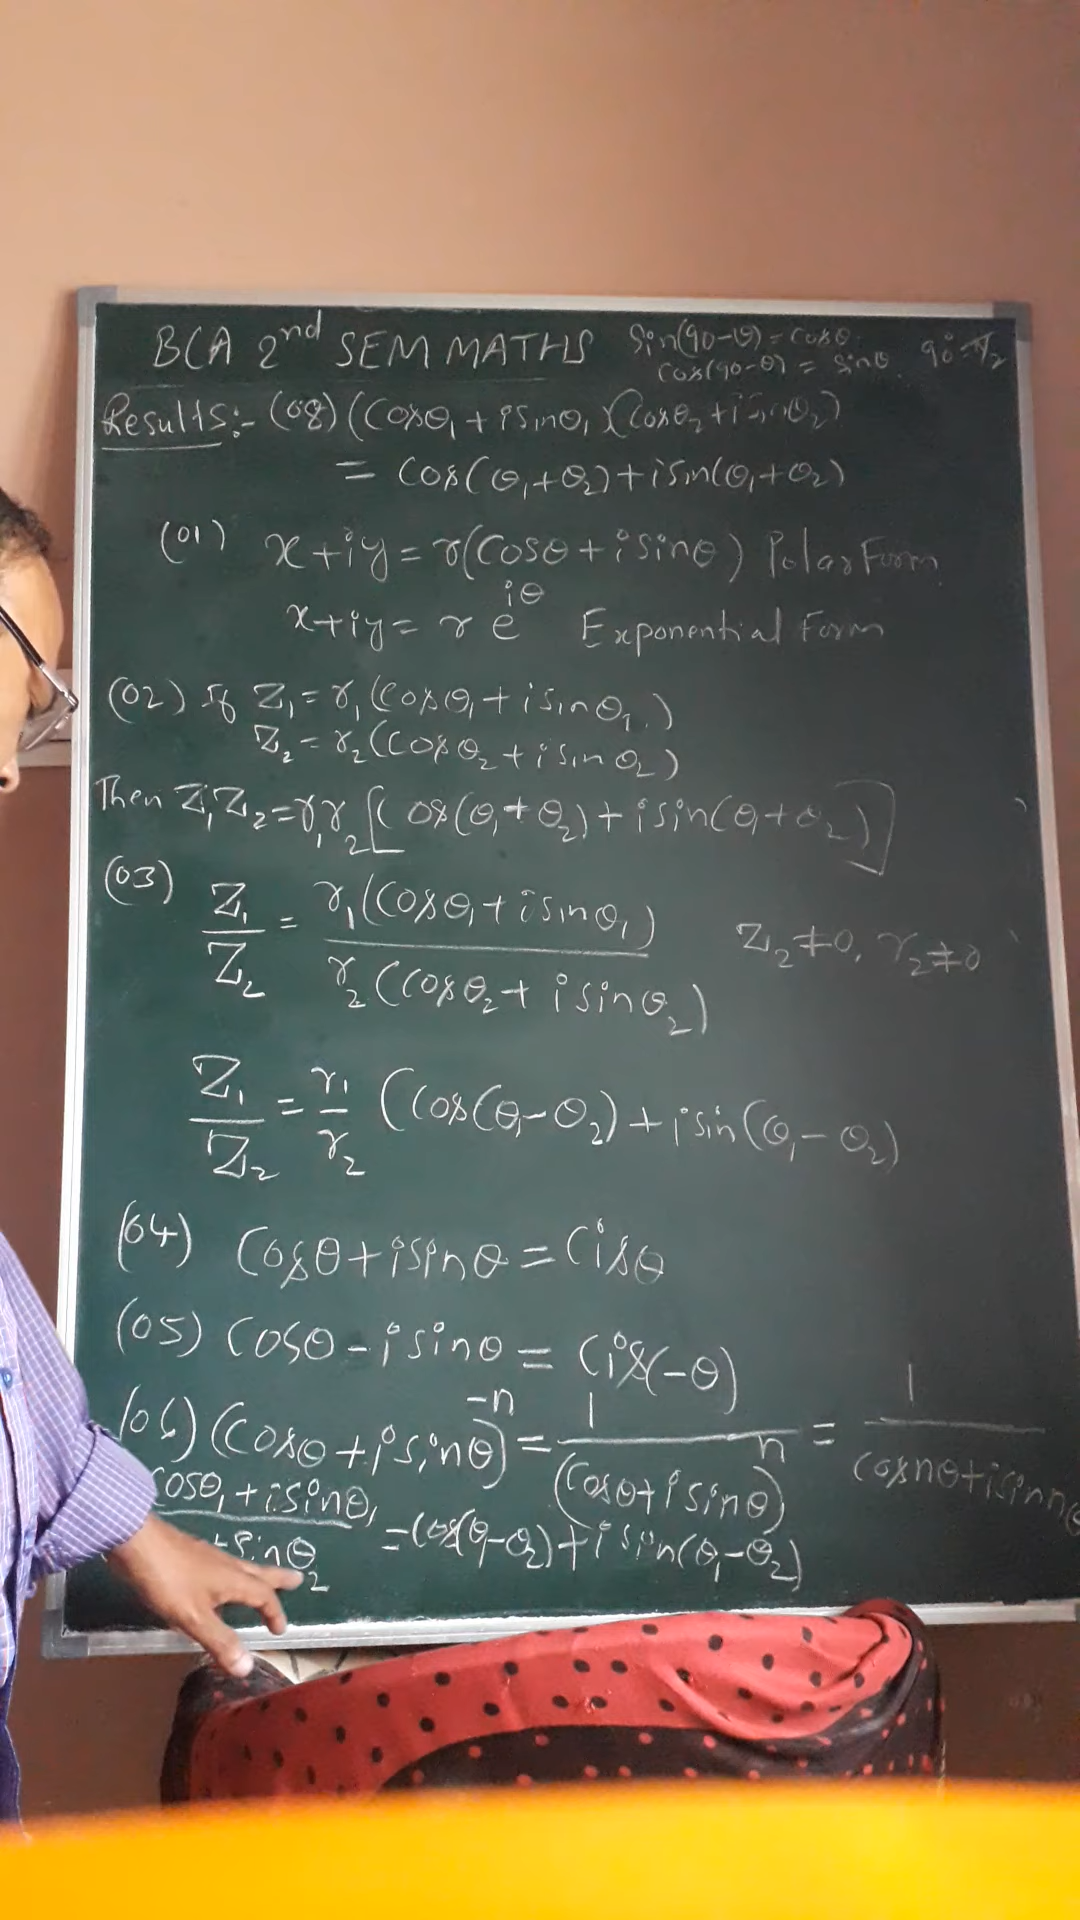 BCA 2nd SEM MATHS
sin(90-θ) = cosθ
cos(90-θ) = sinθ. 90° = π/2
Results:- (08) (cosθ₁ + isinθ₁)(cosθ₂ + isinθ₂)
= cos(θ₁+θ₂) + isin(θ₁+θ₂)
(01) x+iy = r(cosθ + isinθ) Polar Form
x+iy = r e^{iθ} Exponential Form
(02) If Z₁ = r₁(cosθ₁ + isinθ₁)
Z₂ = r₂(cosθ₂ + isinθ₂)
Then Z₁Z₂ = r₁r₂[cos(θ₁+θ₂) + isin(θ₁+θ₂)]
(03) Z₁/Z₂ = r₁(cosθ₁ + isinθ₁) / r₂(cosθ₂ + isinθ₂) Z₂≠0, r₂≠0
Z₁/Z₂ = r₁/r₂ (cos(θ₁-θ₂) + isin(θ₁-θ₂)
(04) cosθ + isinθ = cisθ
(05) cosθ - isinθ = cis(-θ)
(06) (cosθ + isinθ)^{-n} = 1/(cosθ + isinθ)^{n} = 1/cosnθ + isinnθ
cosθ₁ + isinθ₁ / + sinθ₂ = cos(θ₁-θ₂) + isin(θ₁-θ₂)